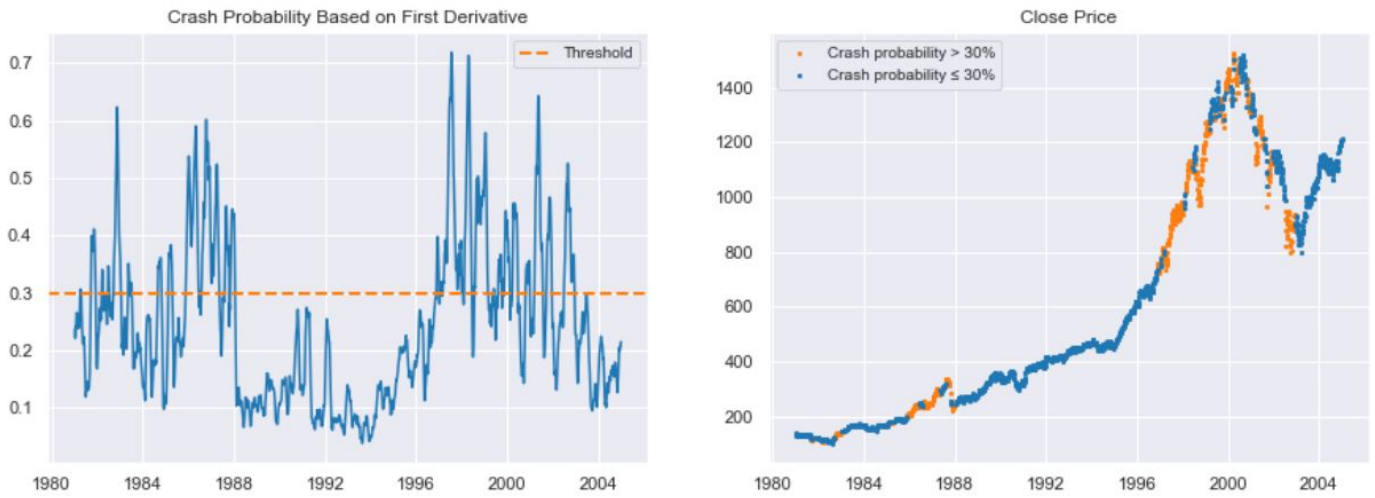 Crash Probability Based on First Derivative
Threshold
0.7
0.6
0.5
0.4
0.3
0.2
0.1
1980 1984 1988 1992 1996 2000 2004
Close Price
Crash probability > 30%
Crash probability ≤ 30%
1400
1200
1000
800
600
400
200
1980 1984 1988 1992 1996 2000 2004